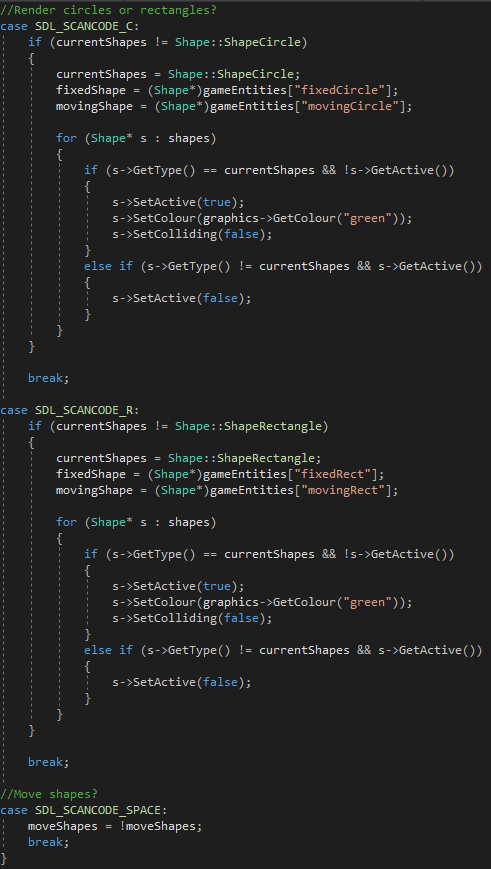 //Render circles or rectangles?
case SDL_SCANCODE_C:
    if (currentShapes != Shape::ShapeCircle)
    {
        currentShapes = Shape::ShapeCircle;
        fixedShape = (Shape*)gameEntities["fixedCircle"];
        movingShape = (Shape*)gameEntities["movingCircle"];

        for (Shape* s : shapes)
        {
            if (s->GetType() == currentShapes && !s->GetActive())
            {
                s->SetActive(true);
                s->SetColour(graphics->GetColour("green"));
                s->SetColliding(false);
            }
            else if (s->GetType() != currentShapes && s->GetActive())
            {
                s->SetActive(false);
            }
        }
    }

    break;

case SDL_SCANCODE_R:
    if (currentShapes != Shape::ShapeRectangle)
    {
        currentShapes = Shape::ShapeRectangle;
        fixedShape = (Shape*)gameEntities["fixedRect"];
        movingShape = (Shape*)gameEntities["movingRect"];

        for (Shape* s : shapes)
        {
            if (s->GetType() == currentShapes && !s->GetActive())
            {
                s->SetActive(true);
                s->SetColour(graphics->GetColour("green"));
                s->SetColliding(false);
            }
            else if (s->GetType() != currentShapes && s->GetActive())
            {
                s->SetActive(false);
            }
        }
    }

    break;

//Move shapes?
case SDL_SCANCODE_SPACE:
    moveShapes = !moveShapes;
    break;
}